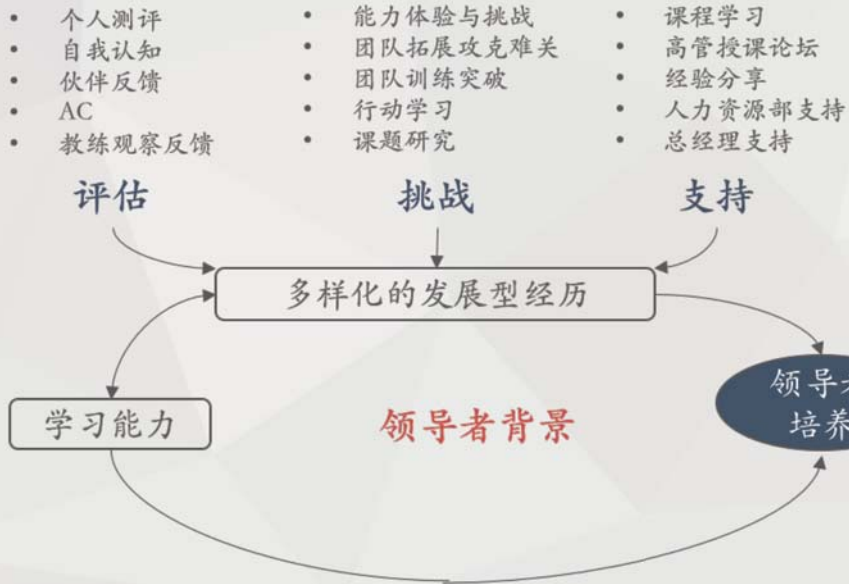 • 个人测评
• 自我认知
• 伙伴反馈
• AC
• 教练观察反馈
评估
• 能力体验与挑战
• 团队拓展攻克难关
• 团队训练突破
• 行动学习
• 课题研究
挑战
• 课程学习
• 高管授课论坛
• 经验分享
• 人力资源部支持
• 总经理支持
支持
多样化的发展型经历
学习能力
领导者背景
领导
培养